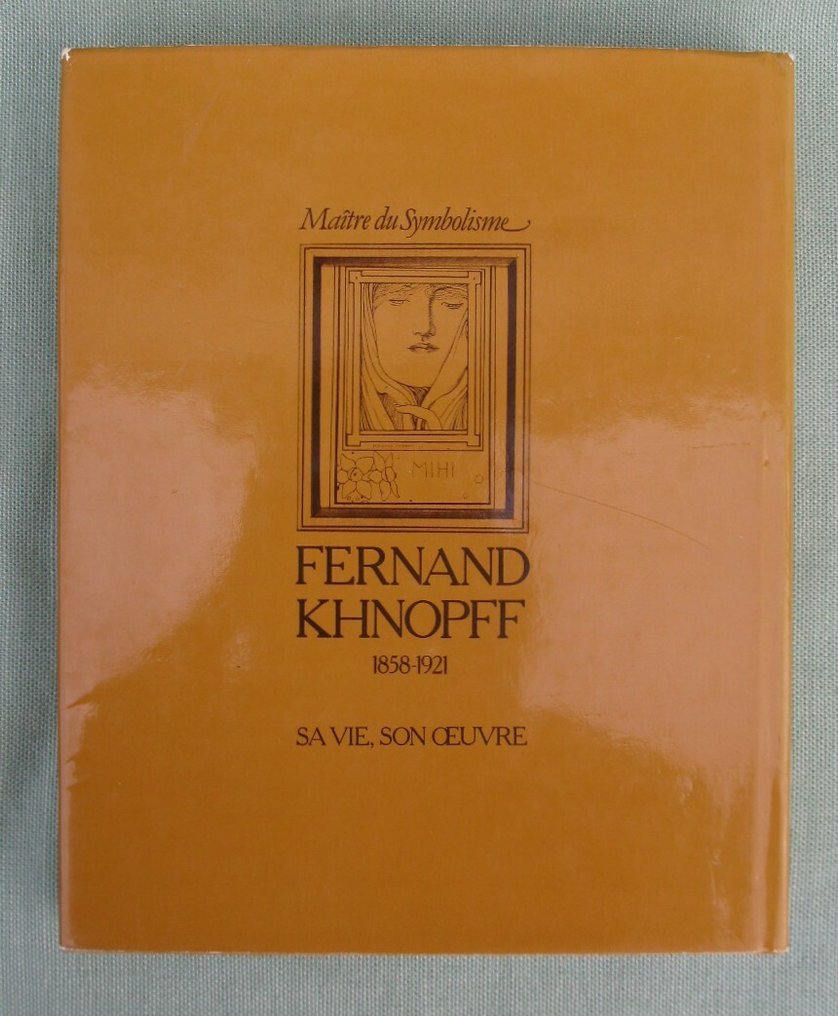 Maître du Symbolisme
MIHI
FERNAND
KHNOPFF
1858-1921
SA VIE, SON ŒUVRE